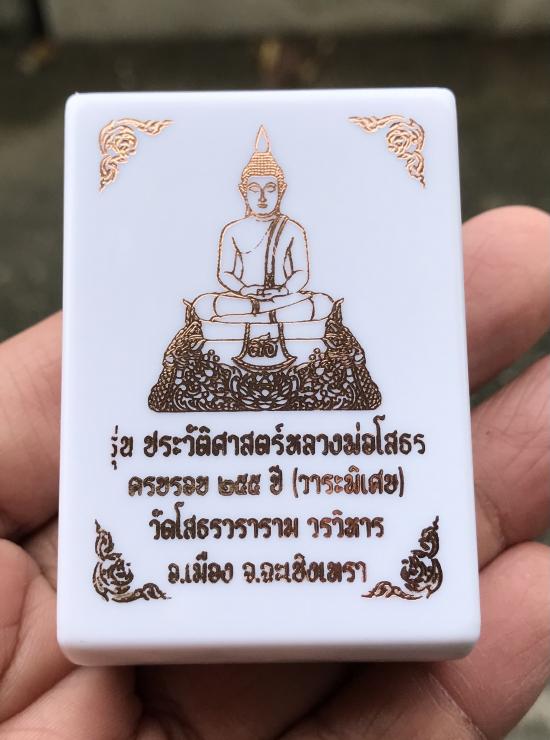 รุ่น ประวัติศาสตร์หลวงพ่อโสธร
ครบรอบ ๒๕๕ ปี (วาระพิเศษ)
วัดโสธรวราราม วรวิหาร
อ.เมือง จ.ฉะเชิงเทรา